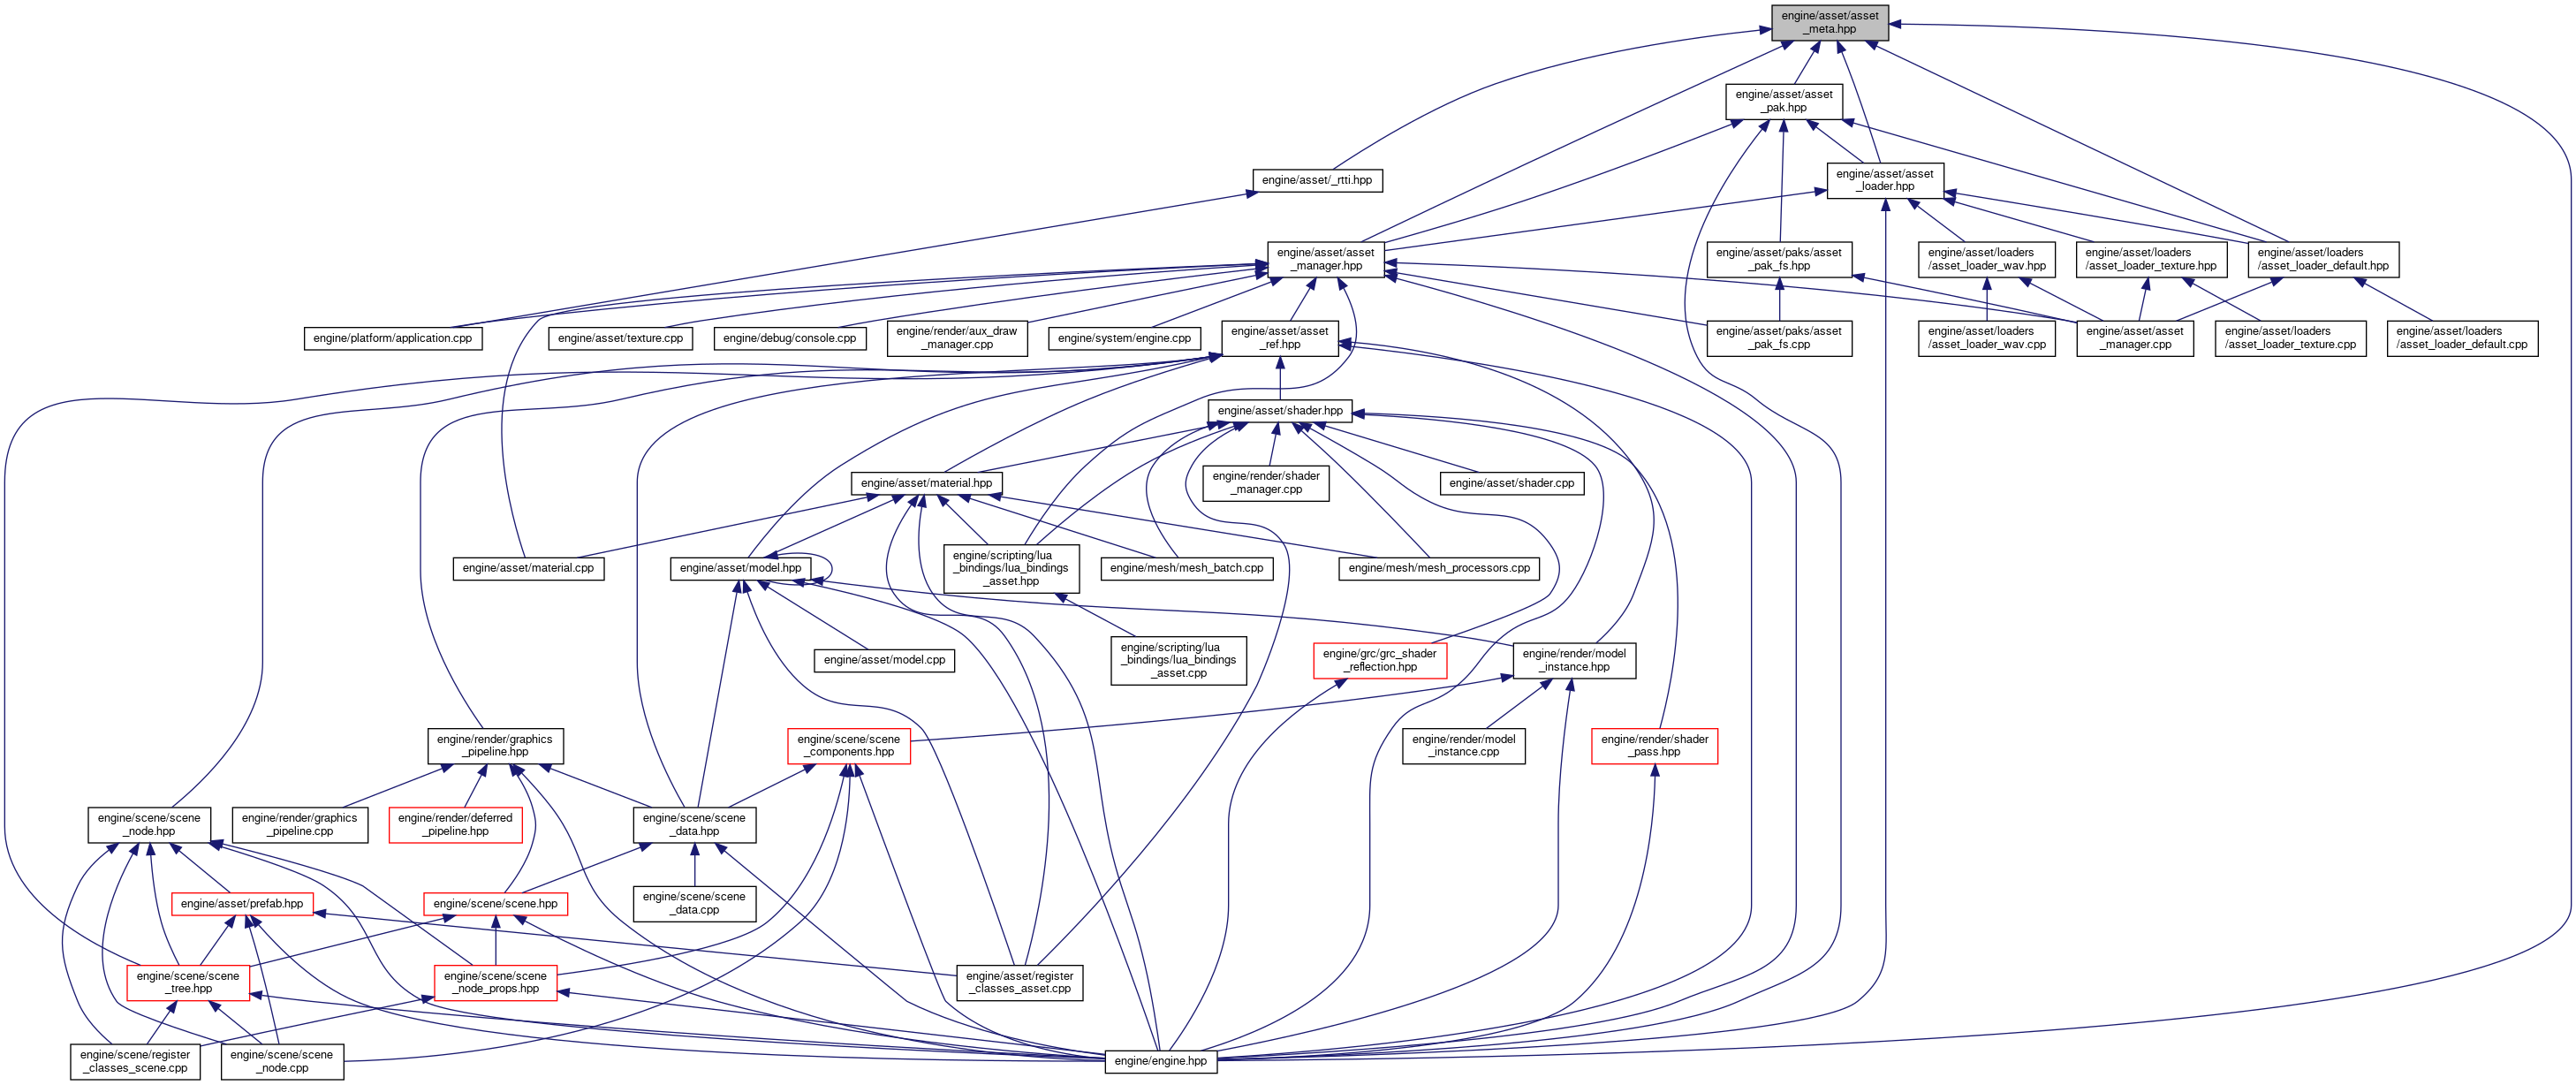 engine/asset/asset
_meta.hpp
engine/asset/asset
_pak.hpp
engine/asset/_rtti.hpp
engine/asset/asset
_loader.hpp
engine/asset/asset
_manager.hpp
engine/asset/paks/asset
_pak_fs.hpp
engine/asset/loaders
/asset_loader_wav.hpp
engine/asset/loaders
/asset_loader_texture.hpp
engine/asset/loaders
/asset_loader_default.hpp
engine/platform/application.cpp
engine/asset/texture.cpp
engine/debug/console.cpp
engine/render/aux_draw
_manager.cpp
engine/system/engine.cpp
engine/asset/asset
_ref.hpp
engine/asset/paks/asset
_pak_fs.cpp
engine/asset/loaders
/asset_loader_wav.cpp
engine/asset/asset
_manager.cpp
engine/asset/loaders
/asset_loader_texture.cpp
engine/asset/loaders
/asset_loader_default.cpp
engine/asset/shader.hpp
engine/asset/material.hpp
engine/render/shader
_manager.cpp
engine/asset/shader.cpp
engine/asset/material.cpp
engine/asset/model.hpp
engine/scripting/lua
_bindings/lua_bindings
_asset.hpp
engine/mesh/mesh_batch.cpp
engine/mesh/mesh_processors.cpp
engine/asset/model.cpp
engine/scripting/lua
_bindings/lua_bindings
_asset.cpp
engine/grc/grc_shader
_reflection.hpp
engine/render/model
_instance.hpp
engine/render/graphics
_pipeline.hpp
engine/scene/scene
_components.hpp
engine/render/model
_instance.cpp
engine/render/shader
_pass.hpp
engine/scene/scene
_node.hpp
engine/render/graphics
_pipeline.cpp
engine/render/deferred
_pipeline.hpp
engine/scene/scene
_data.hpp
engine/asset/prefab.hpp
engine/scene/scene.hpp
engine/scene/scene
_data.cpp
engine/scene/scene
_tree.hpp
engine/scene/scene
_node_props.hpp
engine/asset/register
_classes_asset.cpp
engine/scene/register
_classes_scene.cpp
engine/scene/scene
_node.cpp
engine/engine.hpp